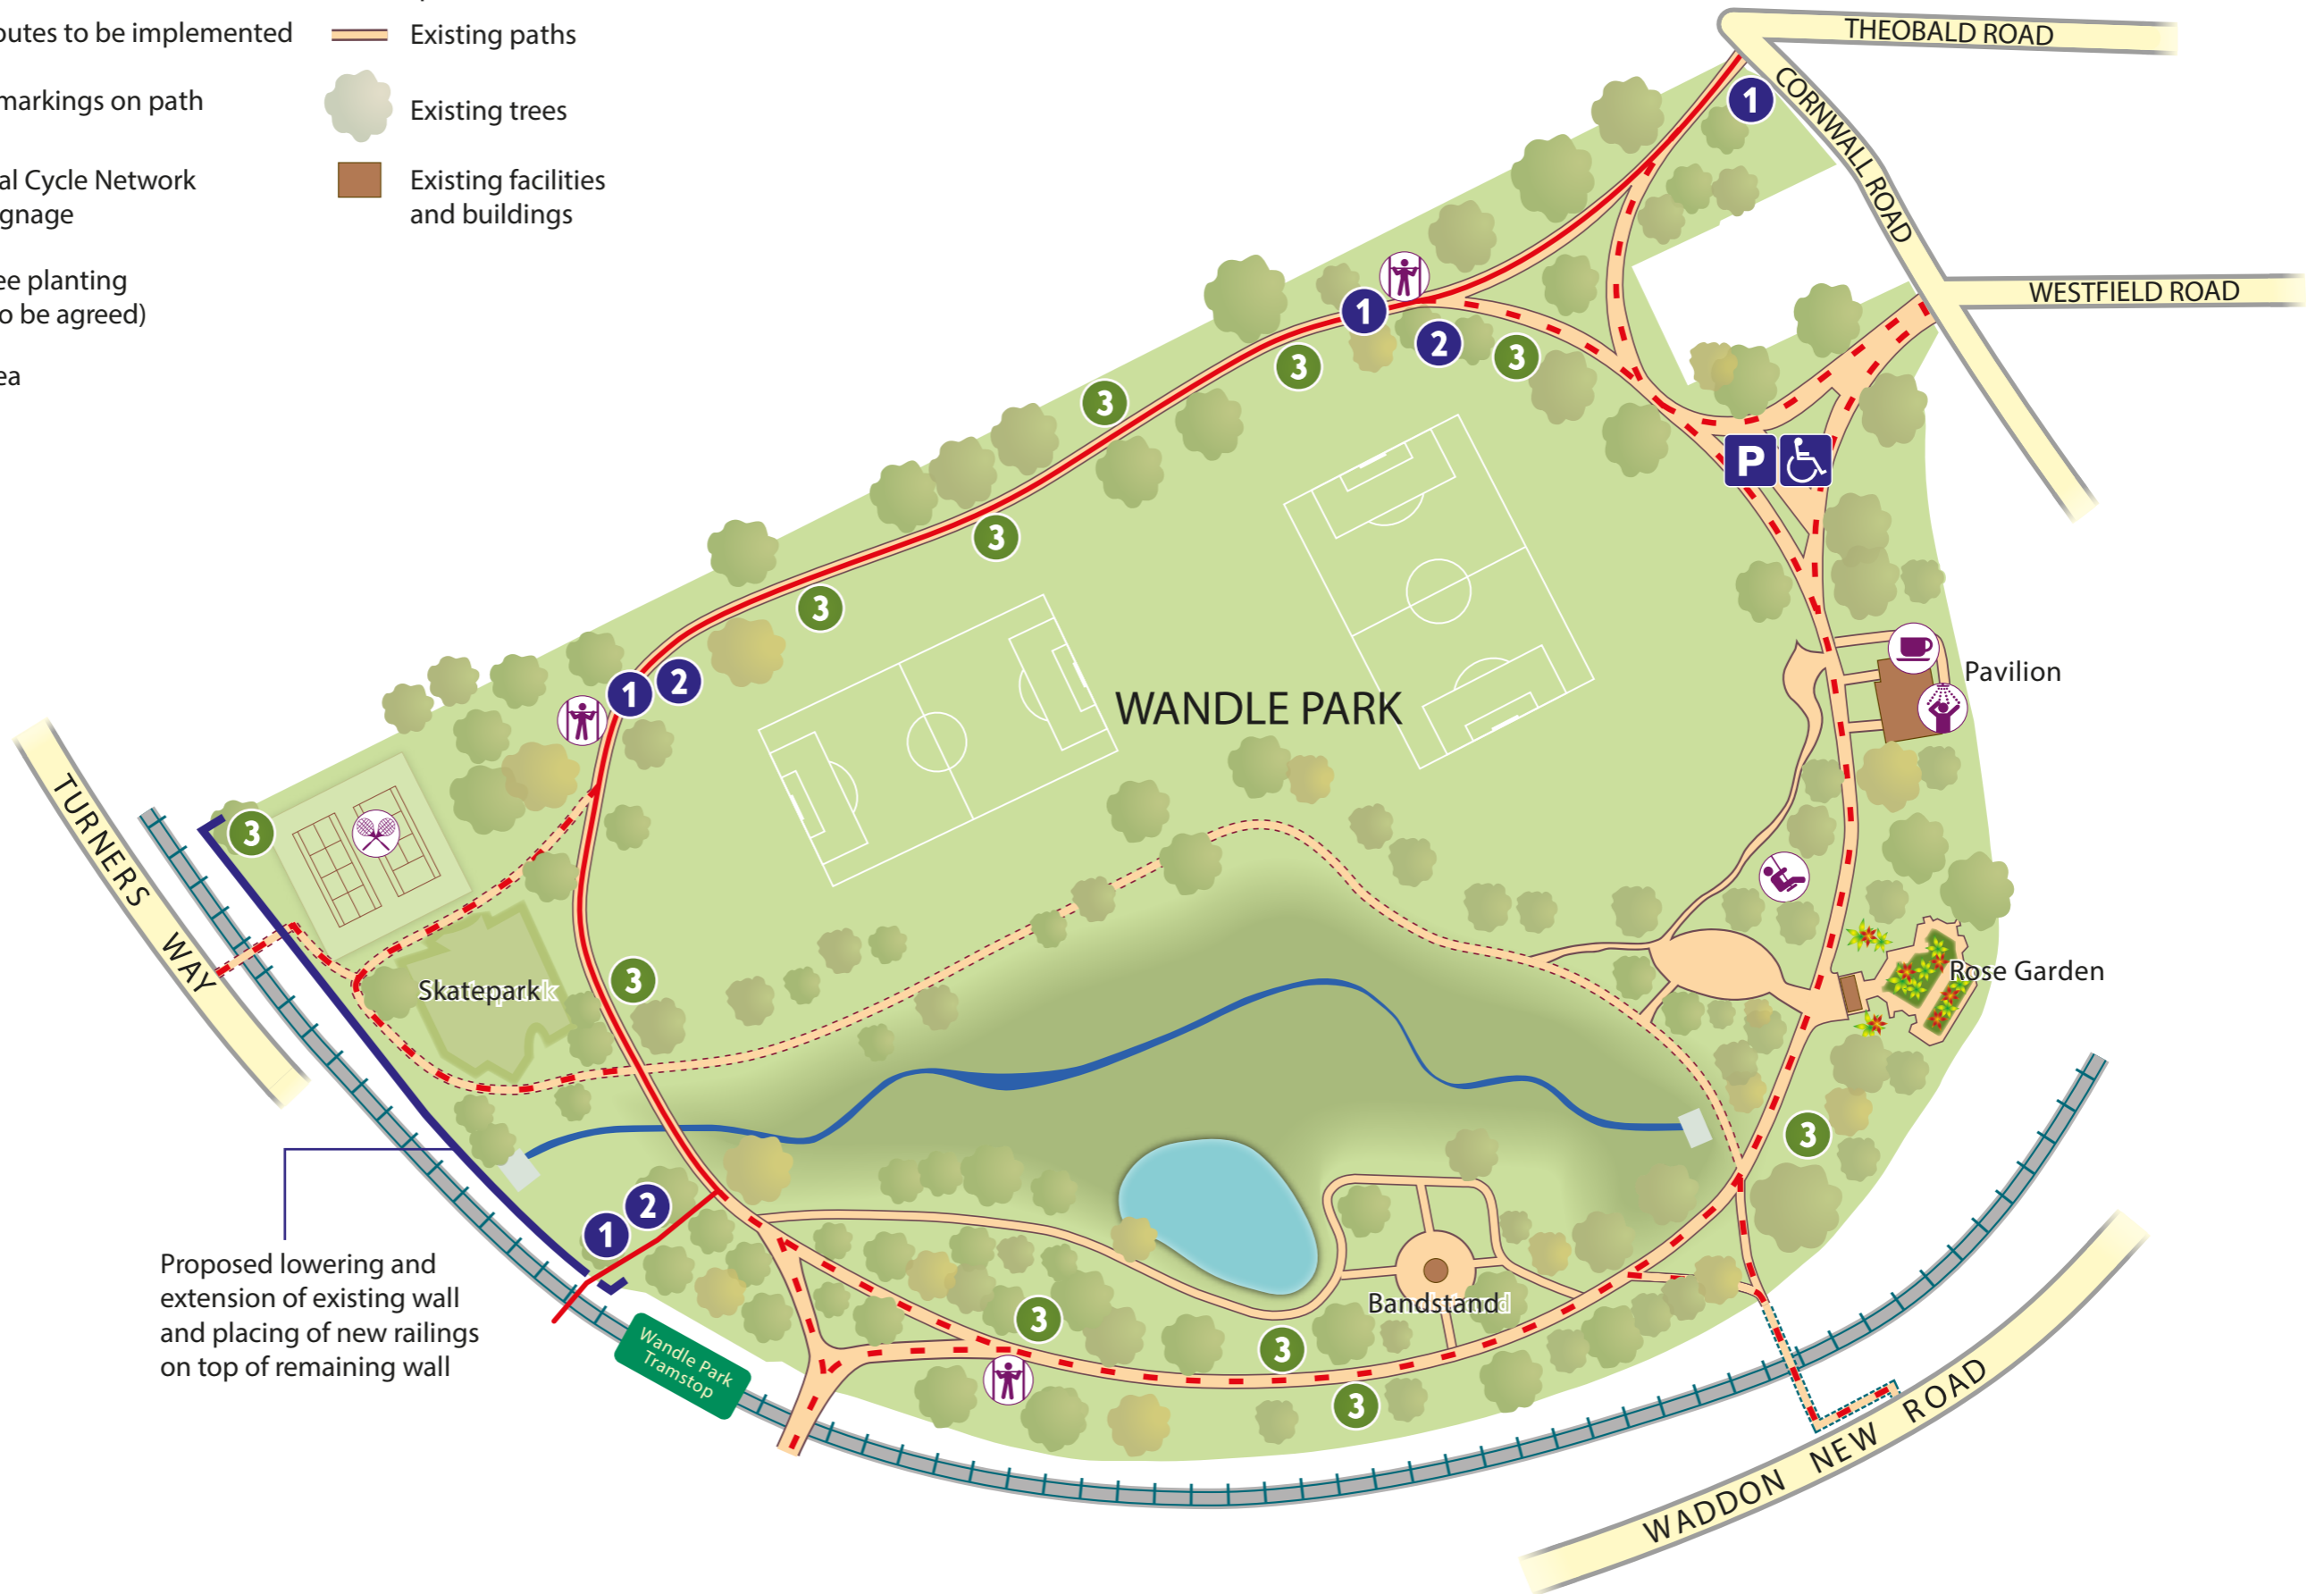 outes to be implemented
markings on path
al Cycle Network
gnage
ee planting
o be agreed)
ea
Existing paths
Existing trees
Existing facilities
and buildings
THEOBALD ROAD
CORNWALL ROAD
WESTFIELD ROAD
1
1
2
3
3
3
3
3
P
1
2
WANDLE PARK
Pavilion
TURNERS WAY
3
Skatepark
3
Rose Garden
3
1
2
Proposed lowering and
extension of existing wall
and placing of new railings
on top of remaining wall
Wandle Park
Tramstop
3
3
3
Bandstand
WADDON NEW ROAD